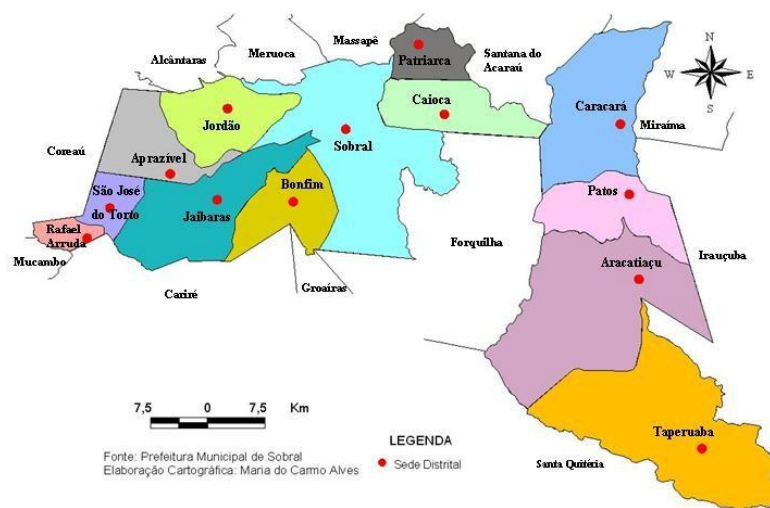 Massapê
Meruoca
Alcântaras
Santana do
Acaraú
Patriarca
N
W E
S
Caioca
Caracará
Miraíma
Jordão
Sobral
Coreaú
Aprazível
São José
do Torto
Jaibaras
Bonfim
Patos
Rafael
Arruda
Mucambo
Forquilha
Irauçuba
Aracatiaçu
Cariré
Groaíras
7,5 0 7,5 Km
Taperuaba
LEGENDA
Sede Distrital
Fonte: Prefeitura Municipal de Sobral
Elaboração Cartográfica: Maria do Carmo Alves
Santa Quitéria